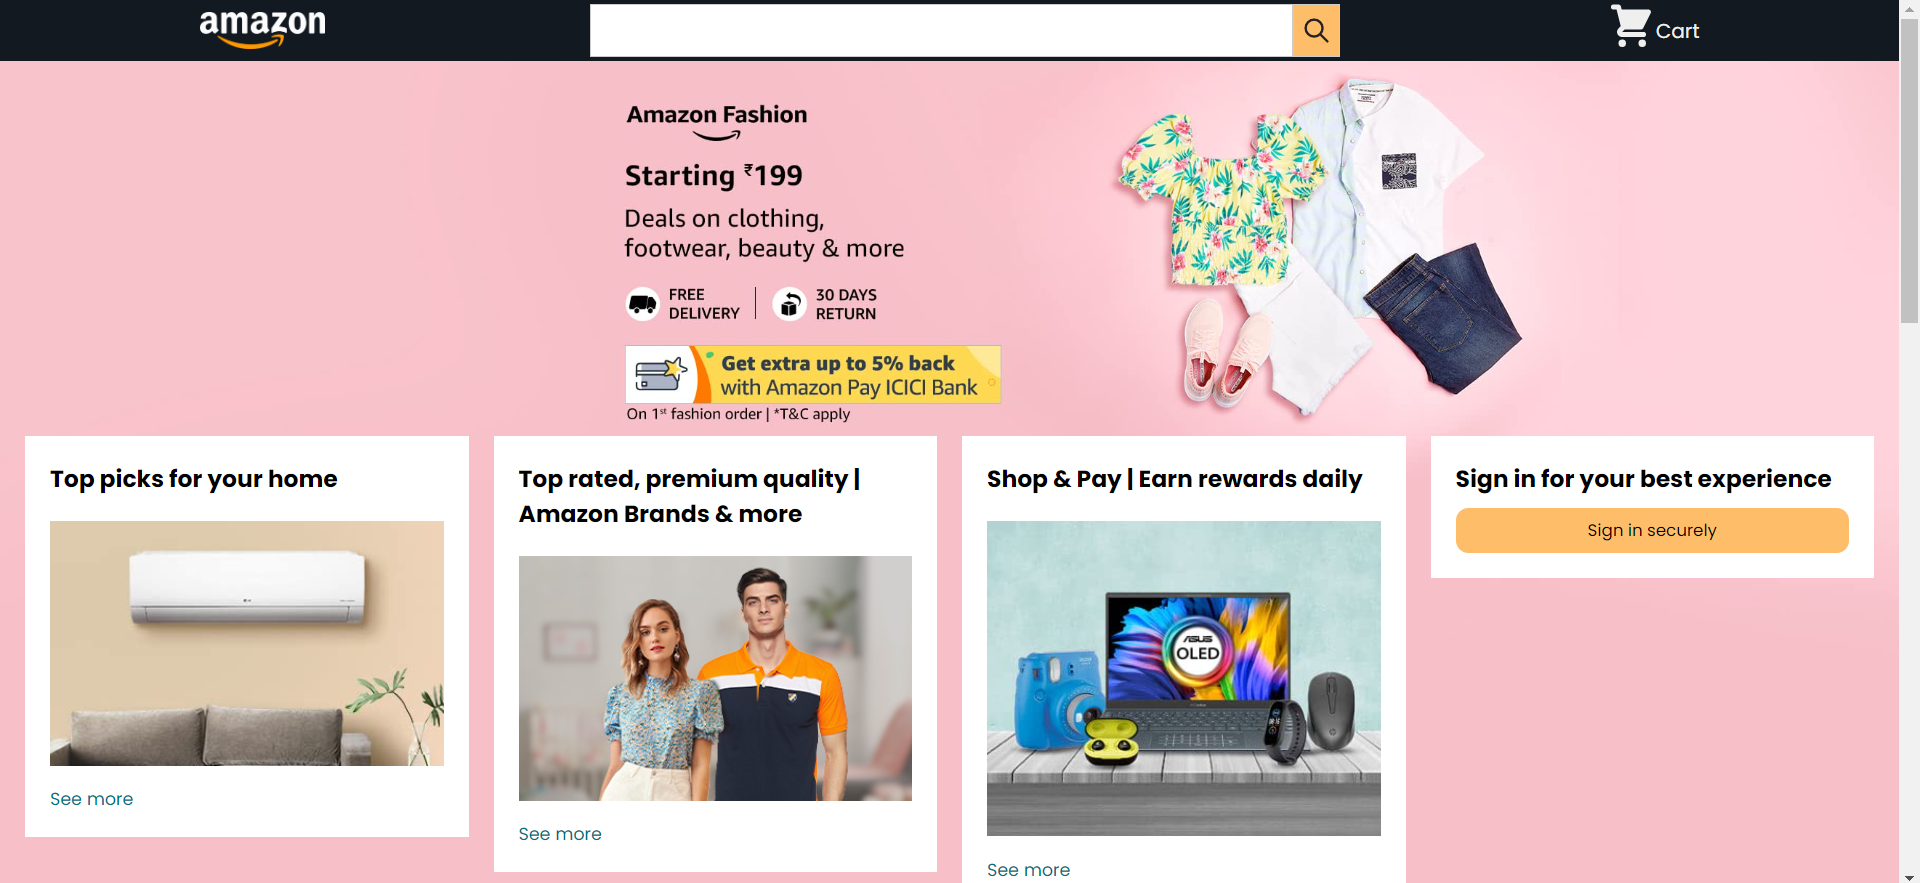 amazon
Cart
Amazon Fashion
Starting ₹199
Deals on clothing,
footwear, beauty & more
FREE
DELIVERY
30 DAYS
RETURN
Get extra up to 5% back
with Amazon Pay ICICI Bank
On 1st fashion order | *T&C apply
Top picks for your home
LG
See more
Top rated, premium quality |
Amazon Brands & more
See more
Shop & Pay | Earn rewards daily
ASUS
OLED
See more
Sign in for your best experience
Sign in securely